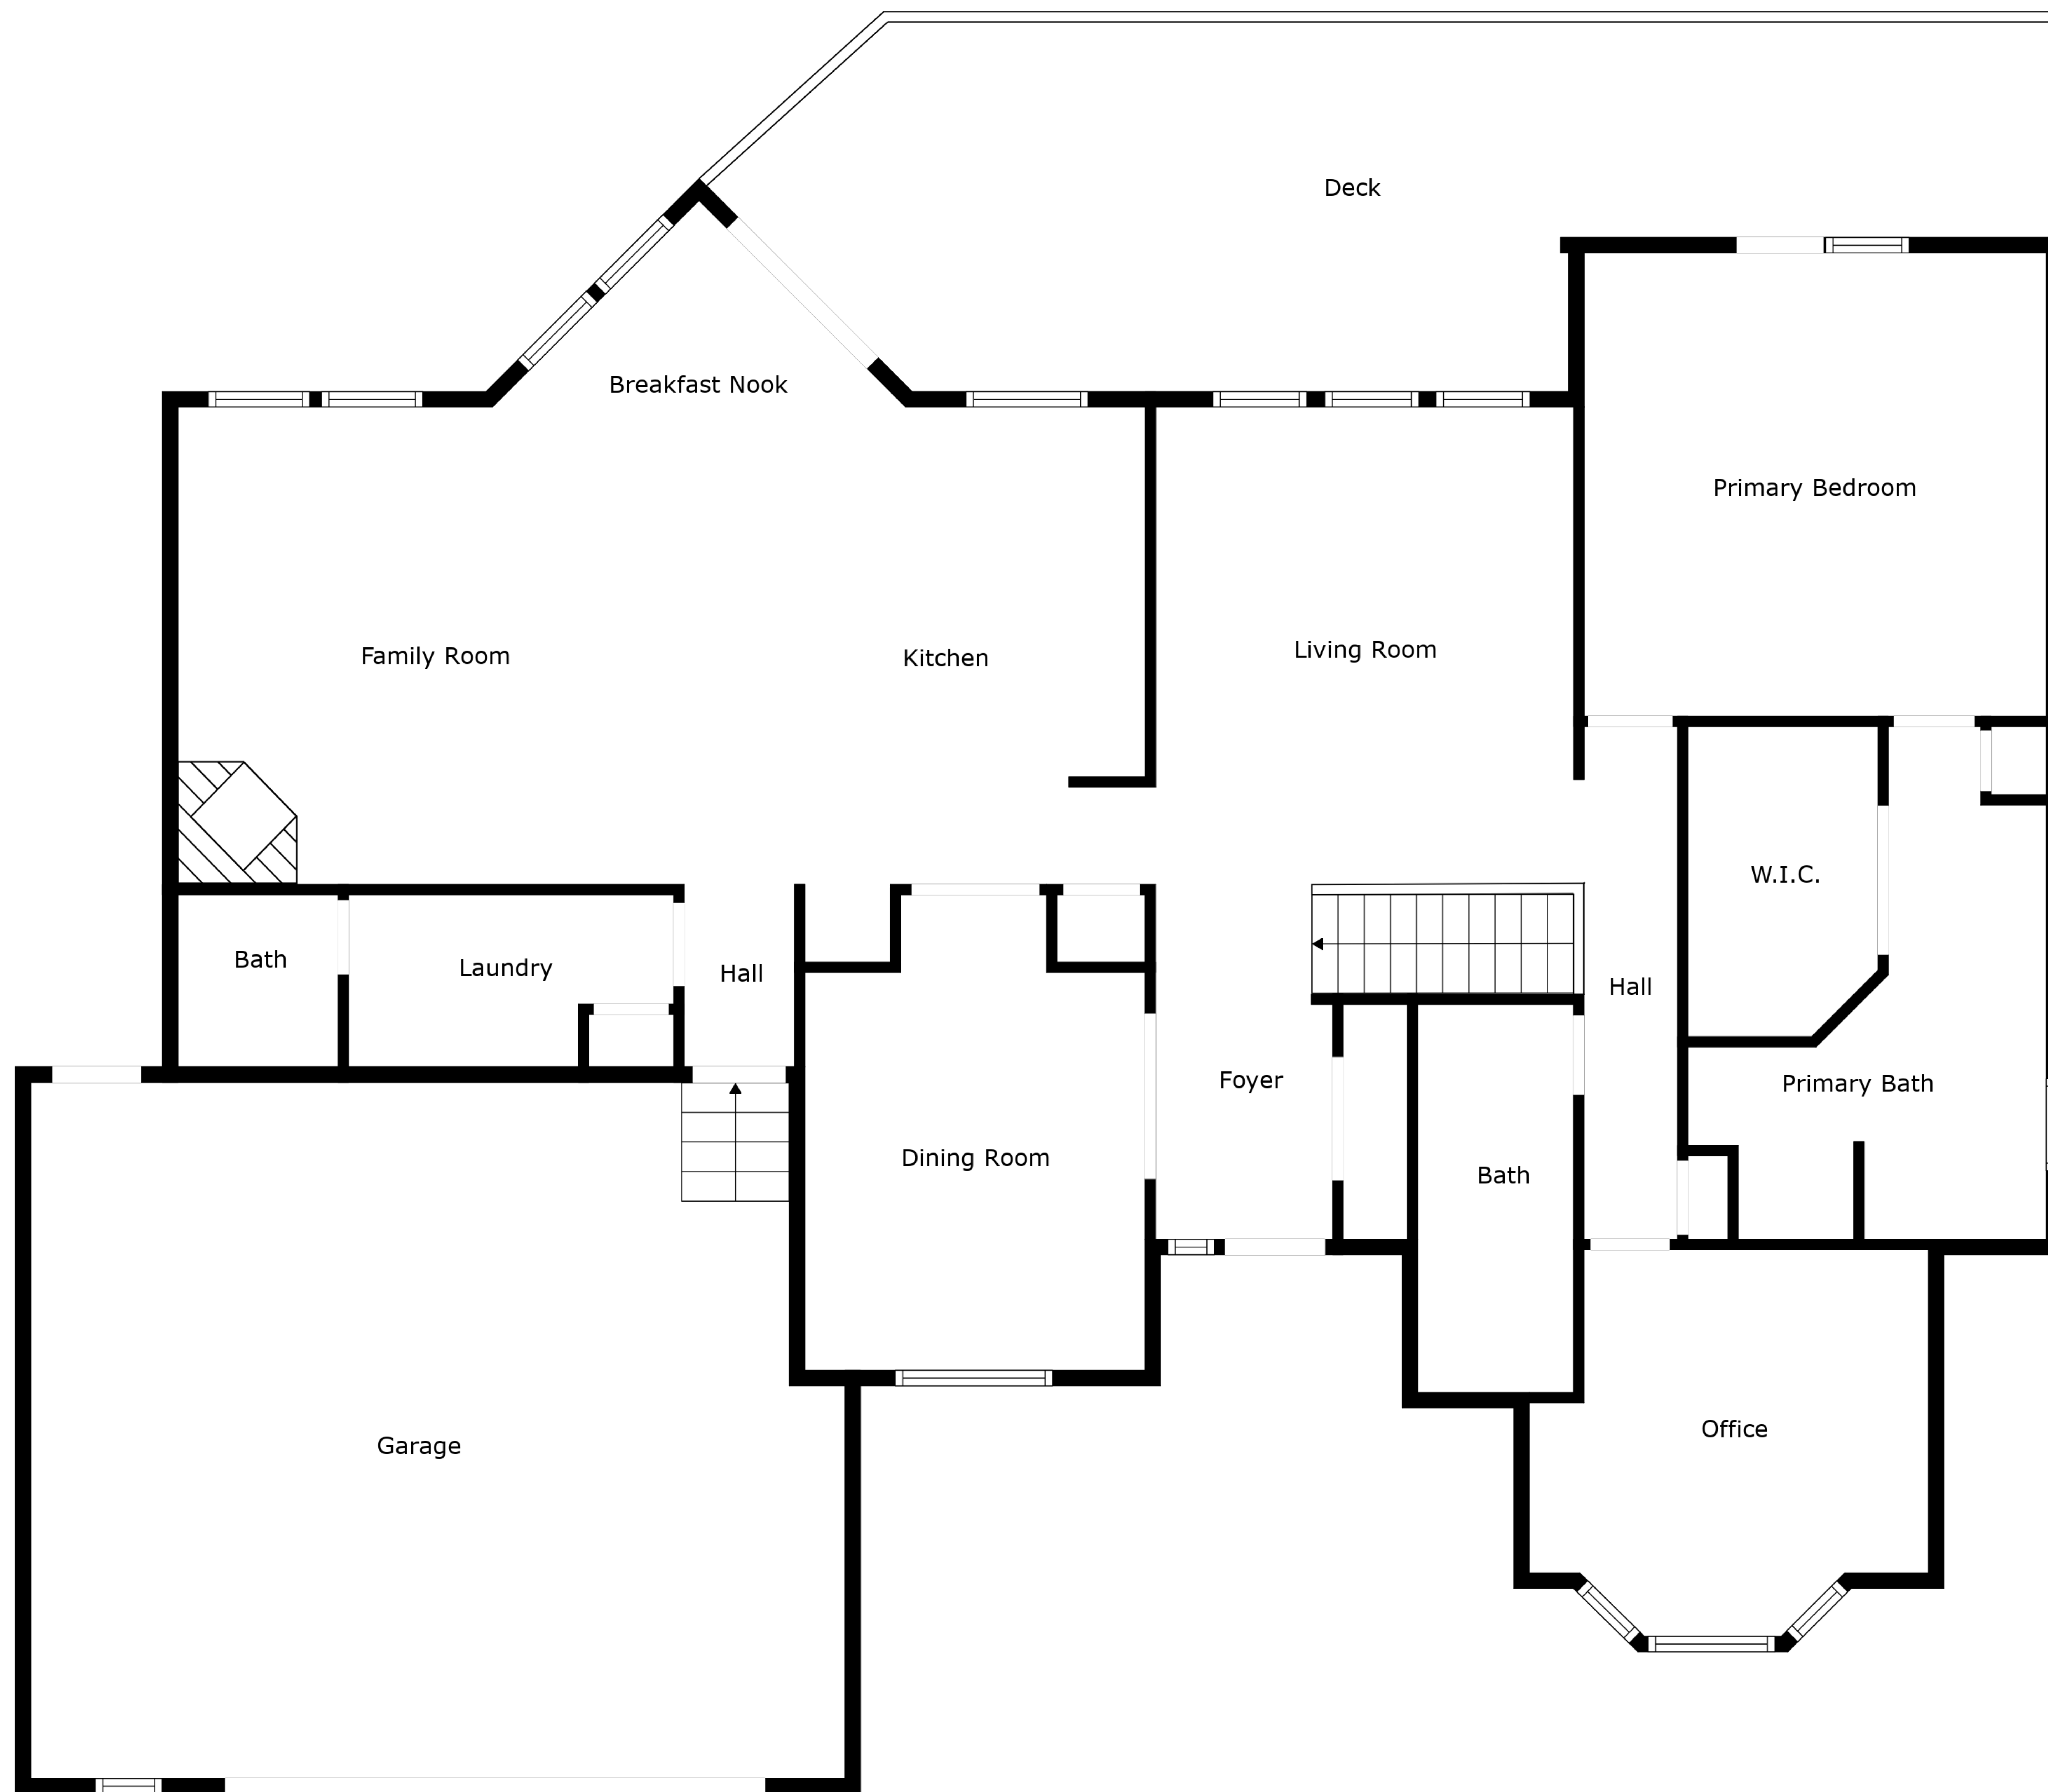 Deck
Breakfast Nook
Primary Bedroom
Family Room
Kitchen
Living Room
W.I.C.
Bath
Laundry
Hall
Hall
Foyer
Primary Bath
Dining Room
Bath
Garage
Office